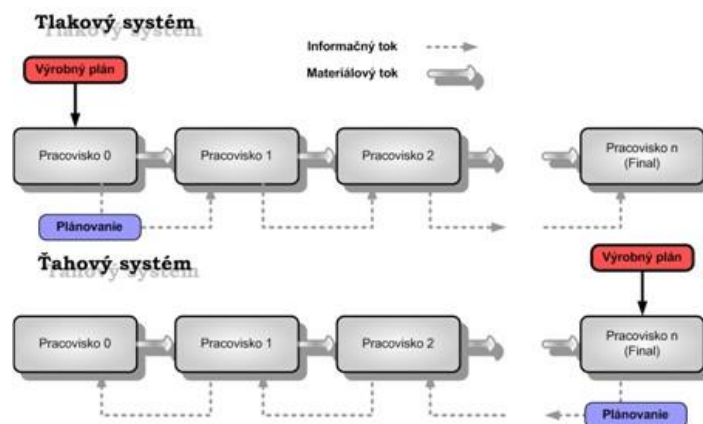 Tlakový systém
Informačný tok
Materiálový tok
Výrobný plán
Pracovisko 0
Pracovisko 1
Pracovisko 2
Pracovisko n
(Final)
Plánovanie
Ťahový systém
Výrobný plán
Pracovisko 0
Pracovisko 1
Pracovisko 2
Pracovisko n
(Final)
Plánovanie